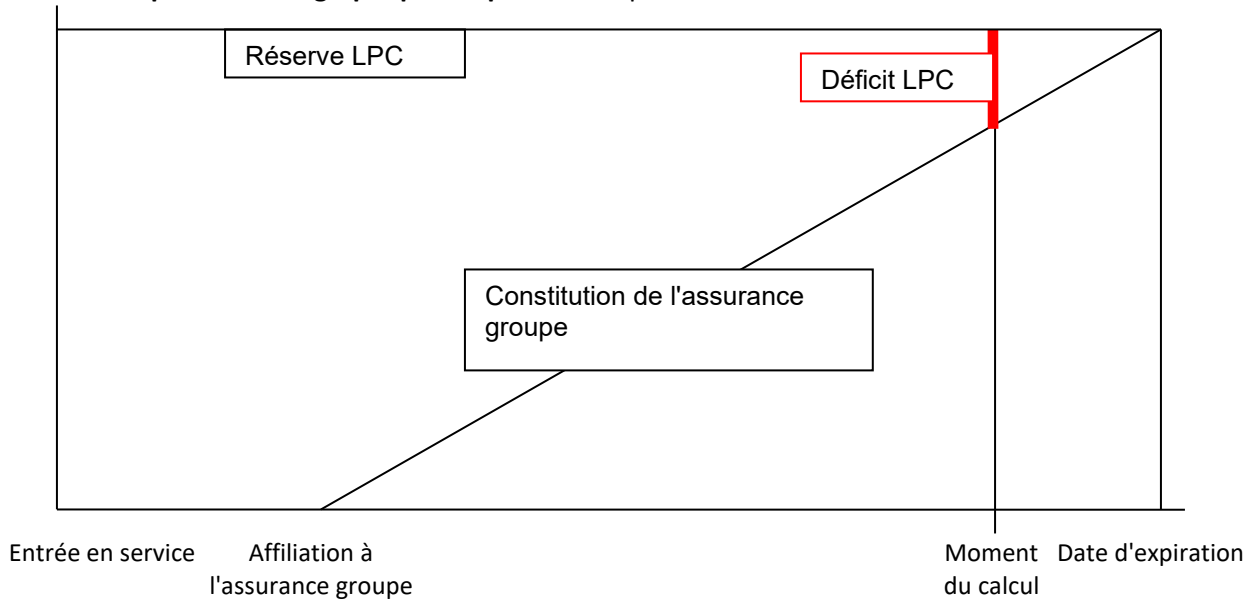 Réserve LPC
Déficit LPC
Constitution de l'assurance
groupe
Entrée en service
Affiliation à
l'assurance groupe
Moment
du calcul
Date d'expiration